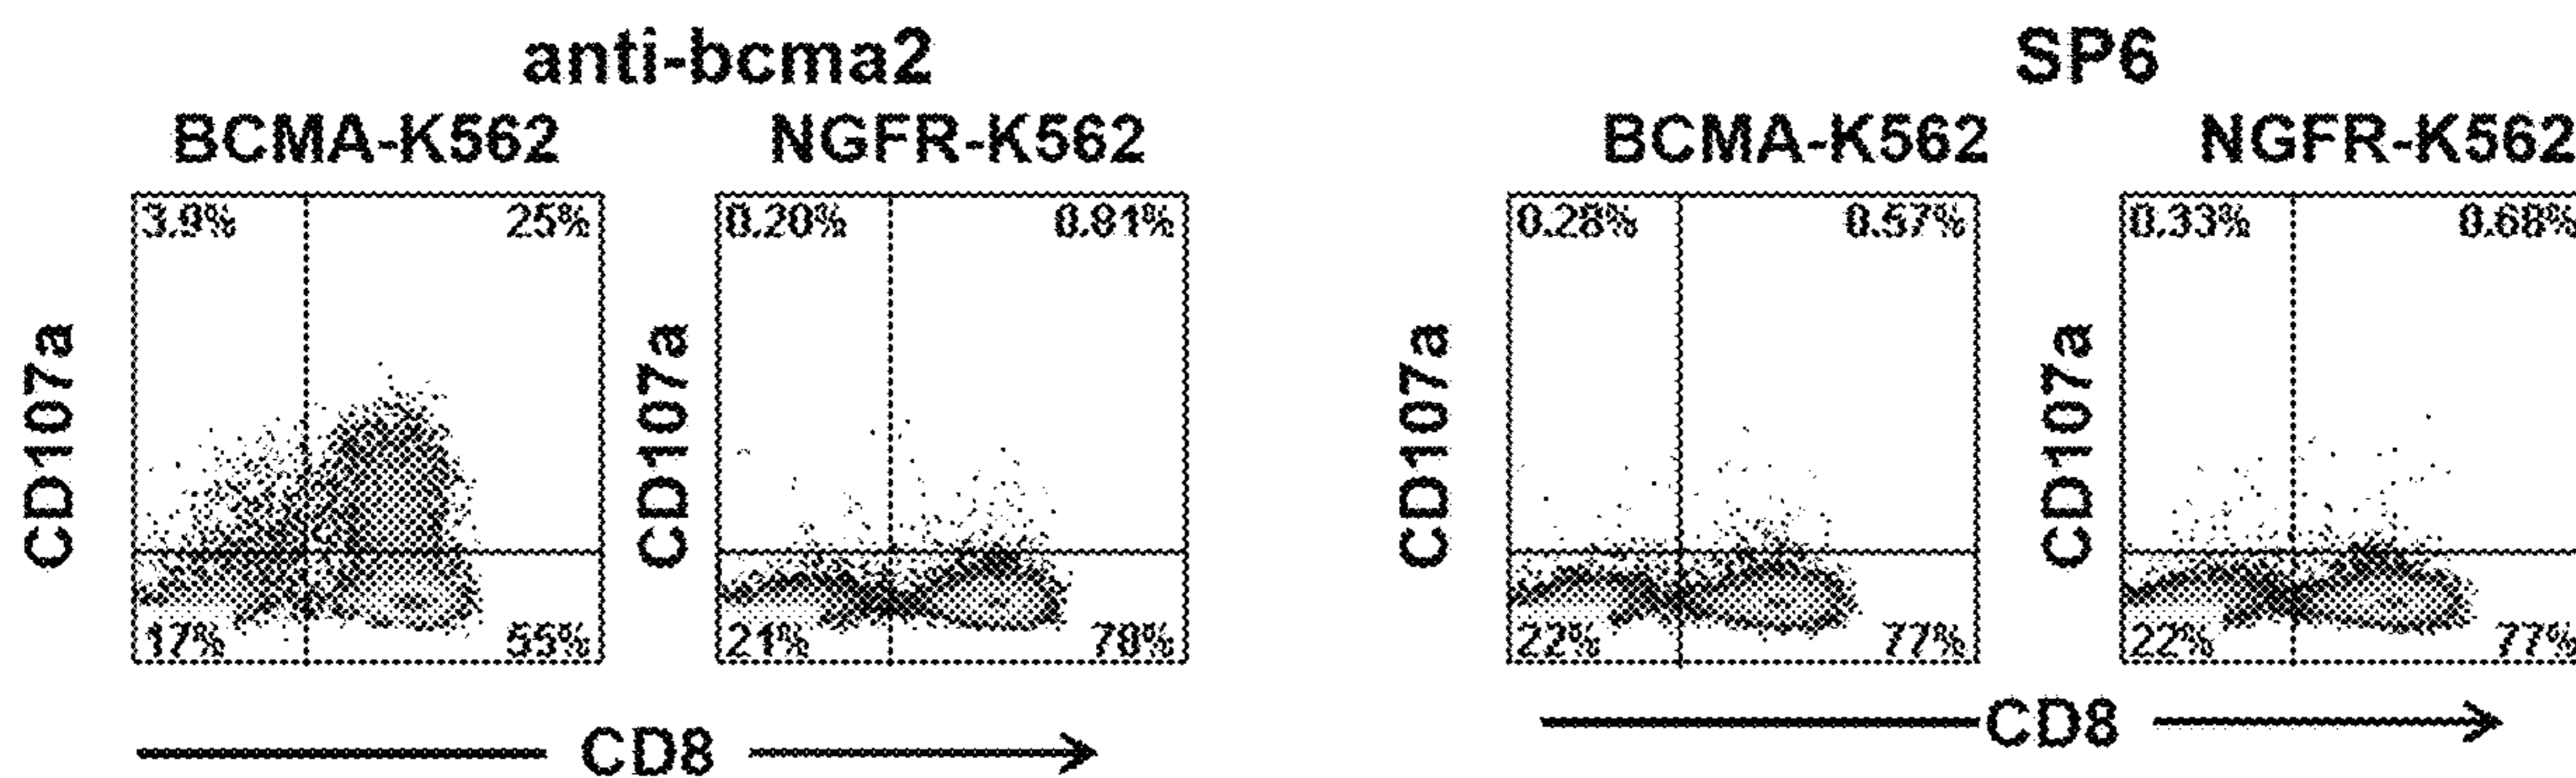 anti-bcma2 SP6
BCMA-K562 NGFR-K562 BCMA-K562 NGFR-K562
3.9% 25% 0.20% 0.81% 0.28% 0.57% 0.33% 0.68%
CD107a CD107a CD107a CD107a
17% 55% 21% 78% 22% 77% 22% 77%
CD8 CD8